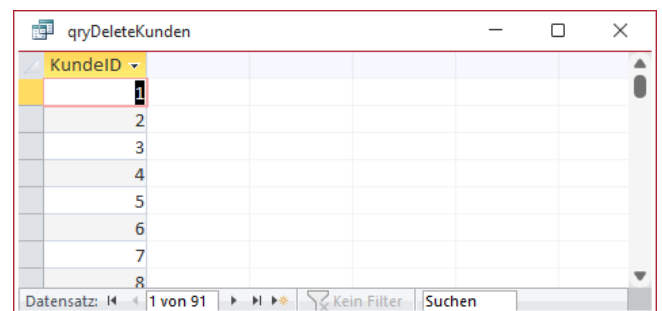 qryDeleteKunden
KundeID
1
2
3
4
5
6
7
8
Datensatz: 1 von 91 Kein Filter Suchen